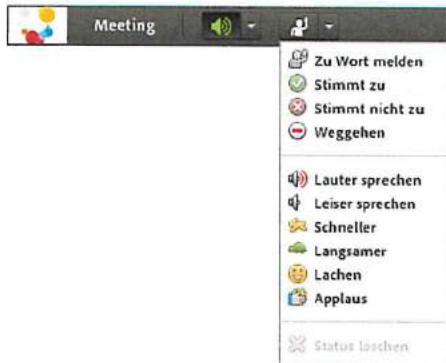 Meeting
Zu Wort melden
Stimmt zu
Stimmt nicht zu
Weggehen
Lauter sprechen
Leiser sprechen
Schneller
Langsamer
Lachen
Applaus
Status löschen